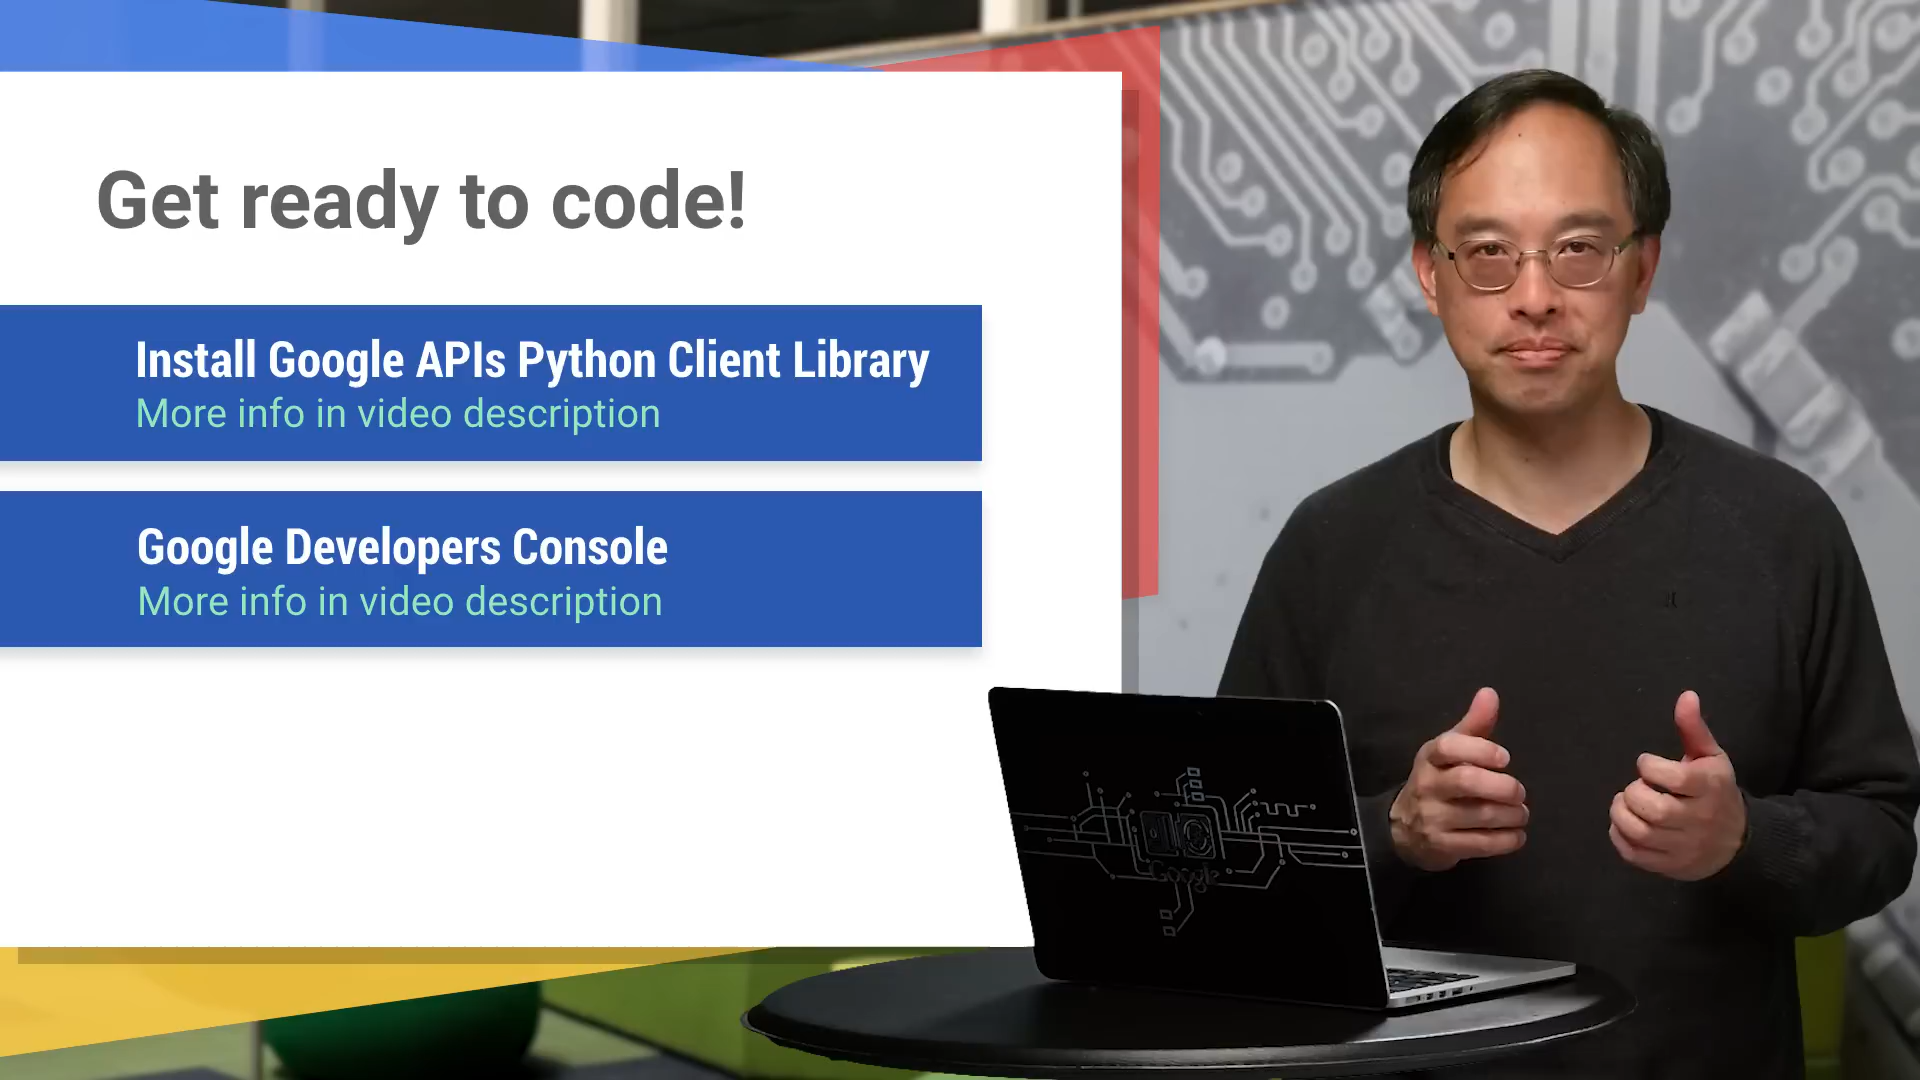 Get ready to code!
Install Google APIs Python Client Library
More info in video description
Google Developers Console
More info in video description
Google